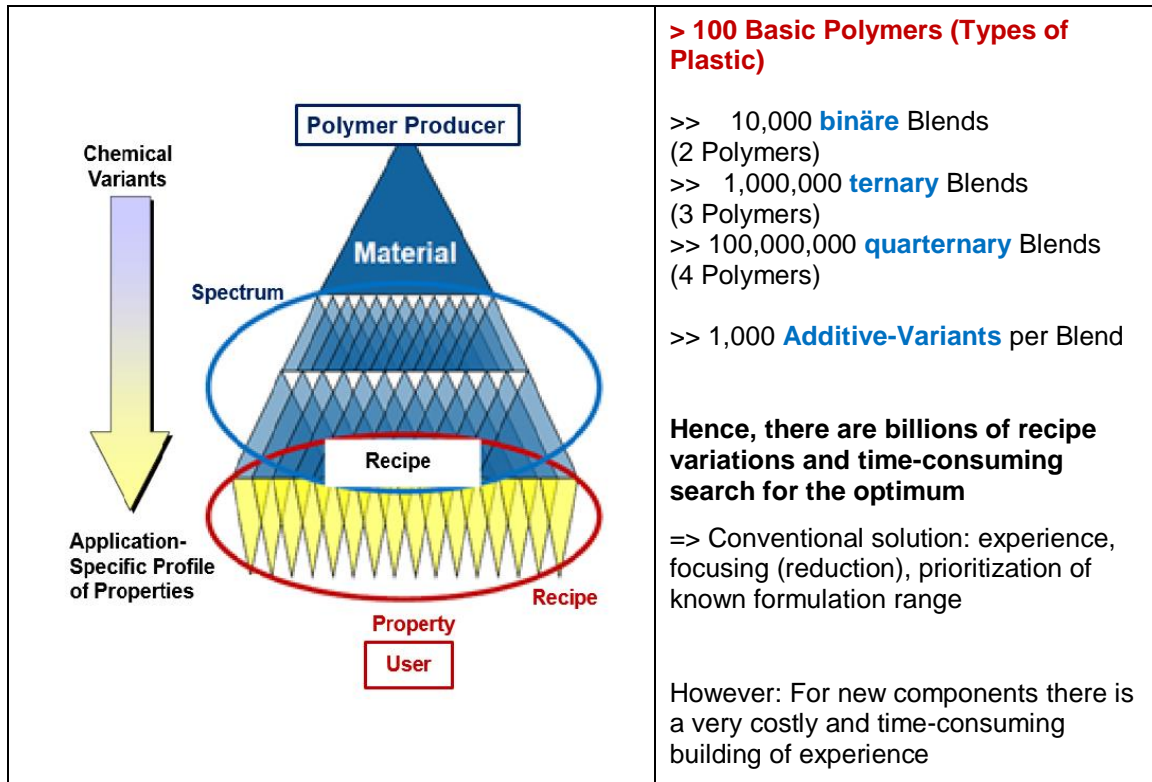 Polymer Producer
Chemical
Variants
Material
Spectrum
Recipe
Application-
Specific Profile
of Properties
Recipe
Property
User
> 100 Basic Polymers (Types of
Plastic)
>> 10,000 binäre Blends
(2 Polymers)
>> 1,000,000 ternary Blends
(3 Polymers)
>> 100,000,000 quarternary Blends
(4 Polymers)
>> 1,000 Additive-Variants per Blend
Hence, there are billions of recipe
variations and time-consuming
search for the optimum
=> Conventional solution: experience,
focusing (reduction), prioritization of
known formulation range
However: For new components there is
a very costly and time-consuming
building of experience